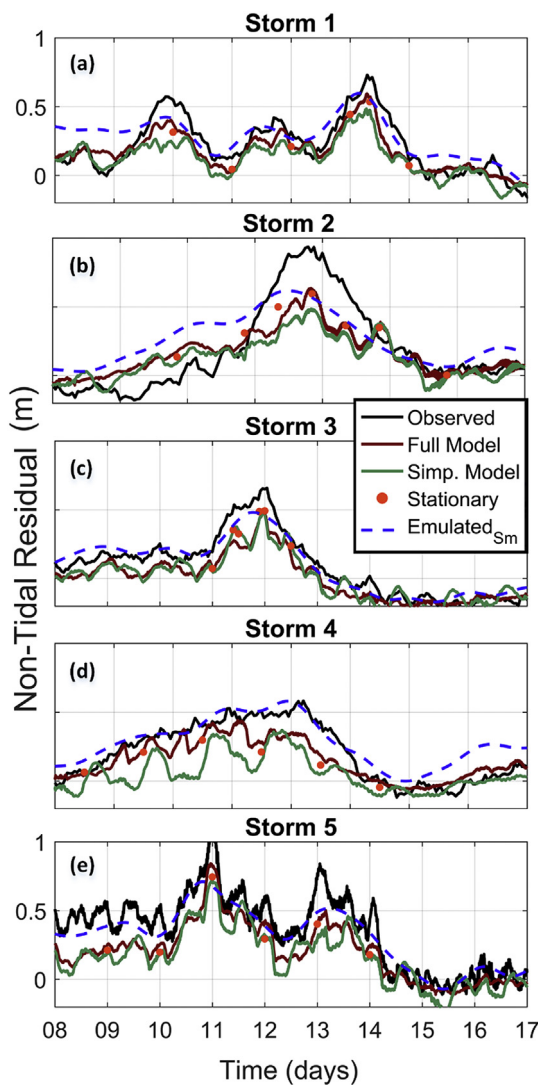 Storm 1
(a)
1
0.5
0
Storm 2
(b)
Observed
Full Model
Simp. Model
Stationary
Emulated_Sm
Storm 3
(c)
Non-Tidal Residual (m)
Storm 4
(d)
Storm 5
(e)
1
0.5
0
08 09 10 11 12 13 14 15 16 17
Time (days)